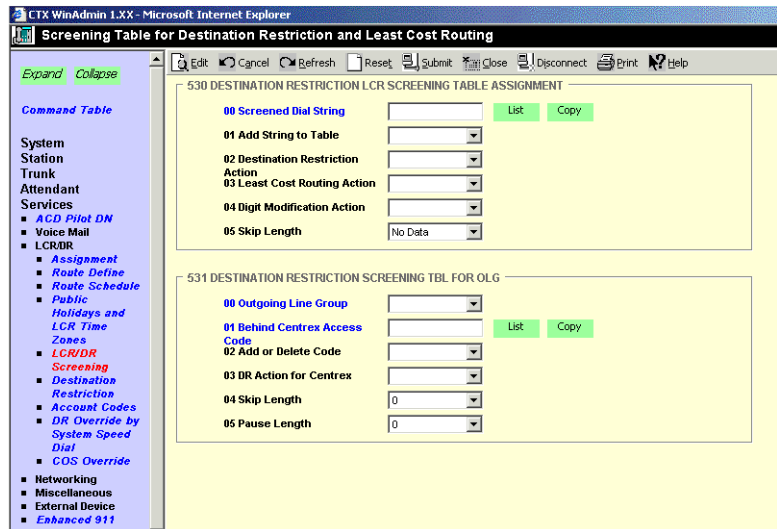 CTX WinAdmin 1.XX - Microsoft Internet Explorer
Screening Table for Destination Restriction and Least Cost Routing
Edit Cancel Refresh Reset Submit Close Disconnect Print Help
Expand Collapse
Command Table
System
Station
Trunk
Attendant
Services
ACD Pilot DN
Voice Mail
LCR/DR
Assignment
Route Define
Route Schedule
Public
Holidays and
LCR Time
Zones
LCR/DR
Screening
Destination
Restriction
Account Codes
DR Override by
System Speed
Dial
COS Override
Networking
Miscellaneous
External Device
Enhanced 911
530 DESTINATION RESTRICTION LCR SCREENING TABLE ASSIGNMENT
00 Screened Dial String List Copy
01 Add String to Table
02 Destination Restriction
Action
03 Least Cost Routing Action
04 Digit Modification Action
05 Skip Length No Data
531 DESTINATION RESTRICTION SCREENING TBL FOR OLG
00 Outgoing Line Group
01 Behind Centrex Access List Copy
Code
02 Add or Delete Code
03 DR Action for Centrex
04 Skip Length 0
05 Pause Length 0